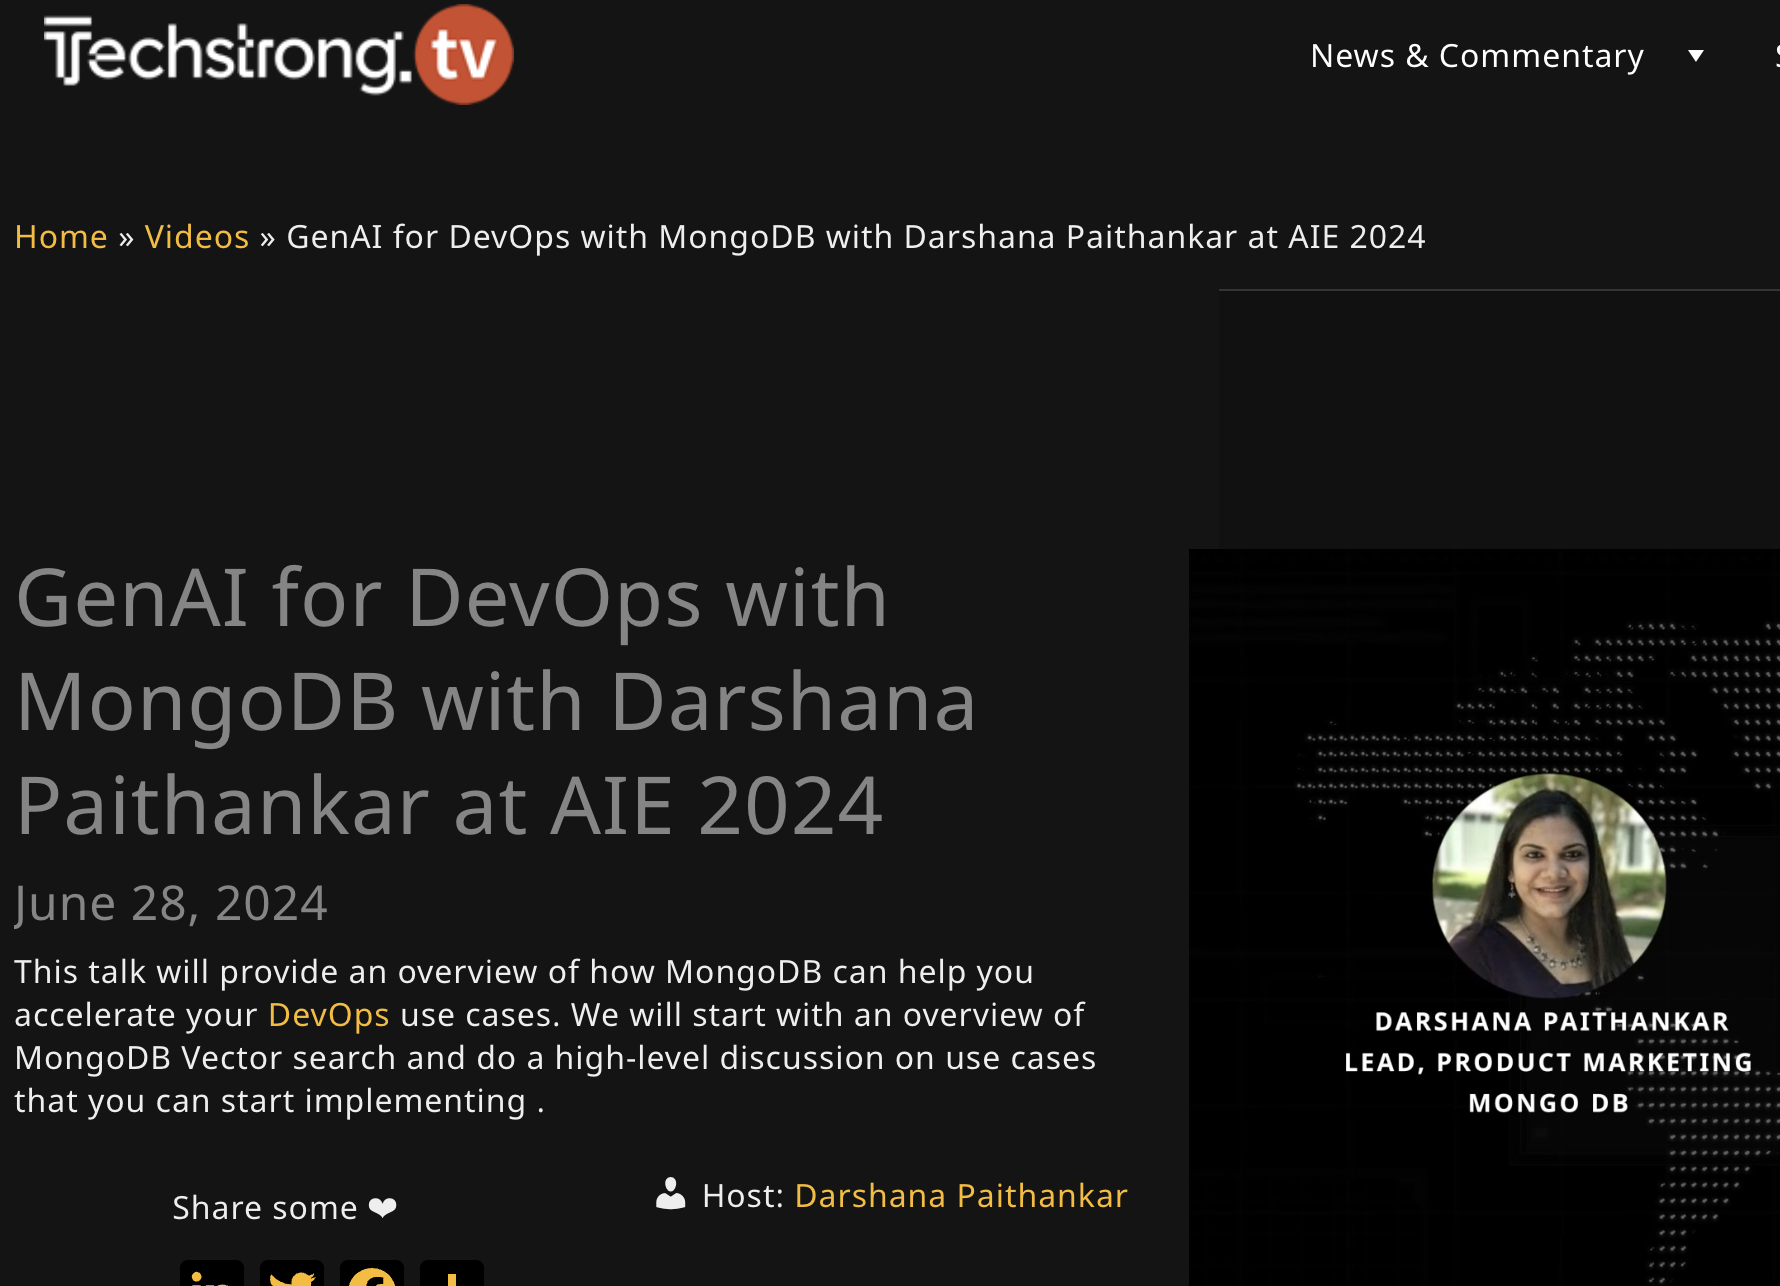 Techstrong.tv
News & Commentary
Home » Videos » GenAI for DevOps with MongoDB with Darshana Paithankar at AIE 2024
GenAI for DevOps with
MongoDB with Darshana
Paithankar at AIE 2024
June 28, 2024
This talk will provide an overview of how MongoDB can help you
accelerate your DevOps use cases. We will start with an overview of
MongoDB Vector search and do a high-level discussion on use cases
that you can start implementing .
Share some ❤
Host: Darshana Paithankar
DARSHANA PAITHANKAR
LEAD, PRODUCT MARKETING
MONGO DB